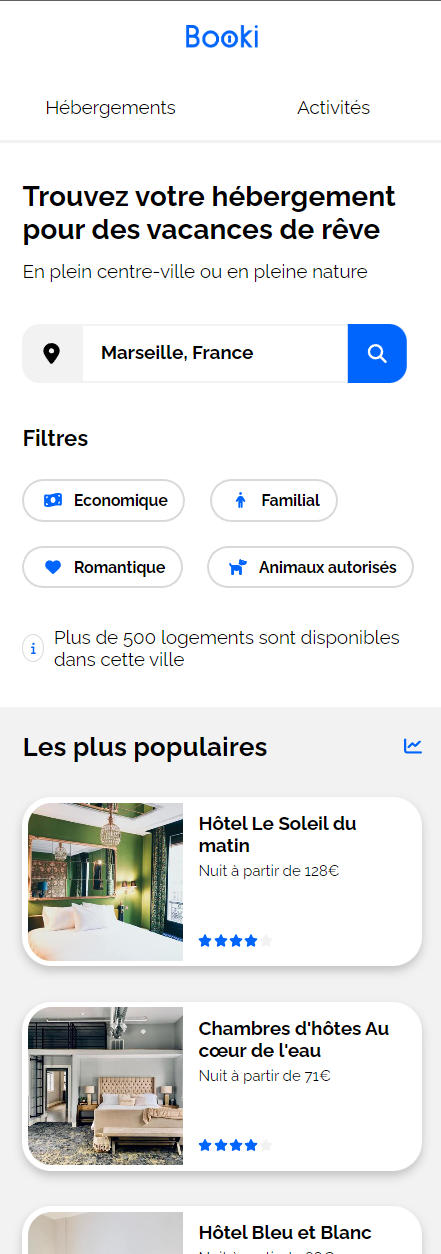 Booki
Hébergements
Activités
Trouvez votre hébergement
pour des vacances de rêve
En plein centre-ville ou en pleine nature
Marseille, France
Filtres
Economique
Familial
Romantique
Animaux autorisés
Plus de 500 logements sont disponibles
dans cette ville
Les plus populaires
Hôtel Le Soleil du
matin
Nuit à partir de 128€
Chambres d'hôtes Au
cœur de l'eau
Nuit à partir de 71€
Hôtel Bleu et Blanc